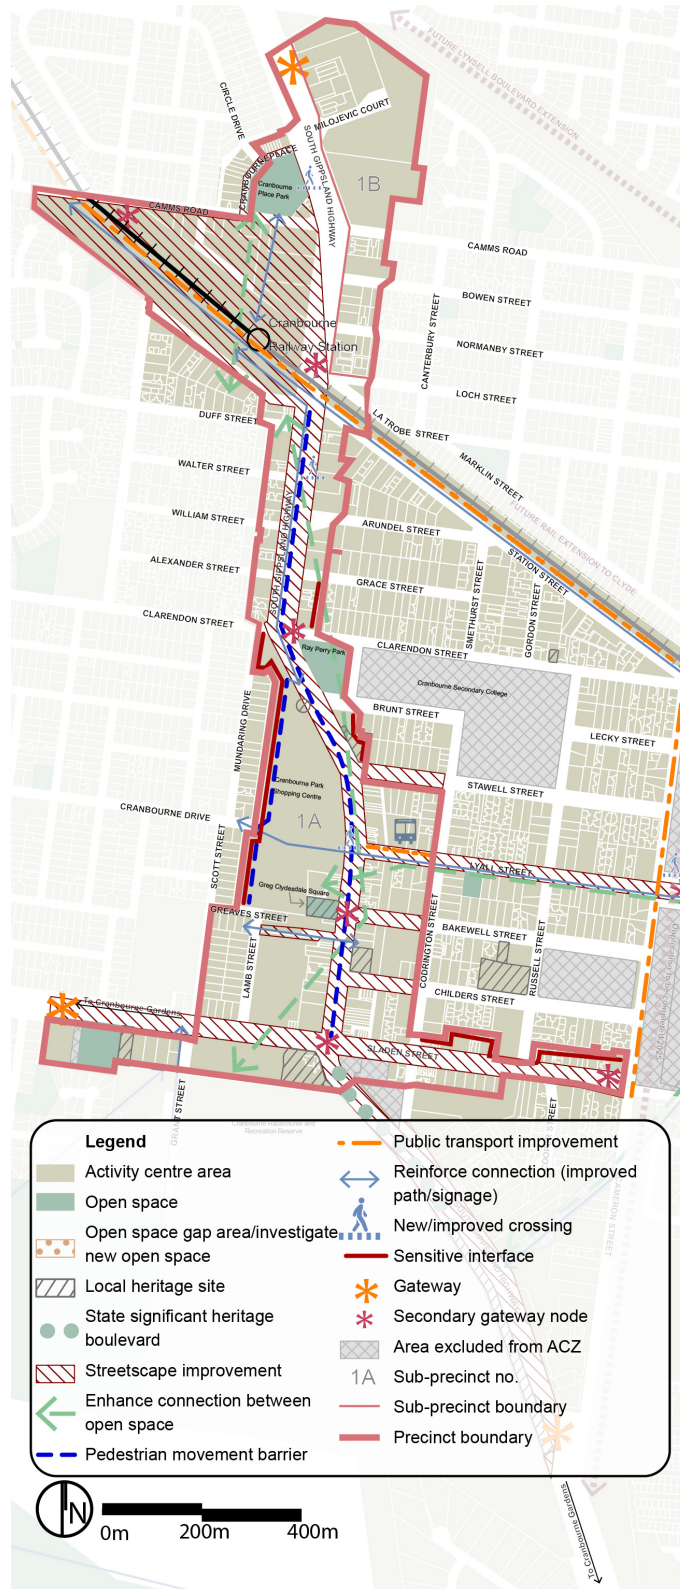 FUTURE LYNSELL BOULEVARD EXTENSION
CIRCLE DRIVE
MILOJEVIC COURT
SOUTH GIPPSLAND HIGHWAY
CRANBOURNE PLACE
1B
Cranbourne
Place Park
CAMMS ROAD
CAMMS ROAD
BOWEN STREET
CANTERBURY STREET
Cranbourne
Railway Station
NORMANBY STREET
LOCH STREET
DUFF STREET
LA TROBE STREET
WALTER STREET
MARKLIN STREET
FUTURE RAIL EXTENSION TO CLYDE
SOUTH GIPPSLAND HIGHWAY
WILLIAM STREET
ARUNDEL STREET
STATION STREET
ALEXANDER STREET
GRACE STREET
SMETHURST STREET
GORDON STREET
CLARENDON STREET
CLARENDON STREET
Ray Perry Park
Cranbourne Secondary College
MUNDARING DRIVE
BRUNT STREET
LECKY STREET
Cranbourne Park
Shopping Centre
STAWELL STREET
CRANBOURNE DRIVE
1A
SCOTT STREET
LYALL STREET
Greg Clydesdale Square
GREAVES STREET
CODRINGTON STREET
BAKEWELL STREET
RUSSELL STREET
LAMB STREET
CHILDERS STREET
To Cranbourne Gardens
SLADEN STREET
GRANT STREET
Cranbourne Racecourse and
Recreation Reserve
CAMERON STREET
Legend
Activity centre area
Open space
Open space gap area/investigate
new open space
Local heritage site
State significant heritage
boulevard
Streetscape improvement
Enhance connection between
open space
Pedestrian movement barrier
Public transport improvement
Reinforce connection (improved
path/signage)
New/improved crossing
Sensitive interface
Gateway
Secondary gateway node
Area excluded from ACZ
1A Sub-precinct no.
Sub-precinct boundary
Precinct boundary
N
0m 200m 400m
To Cranbourne Gardens